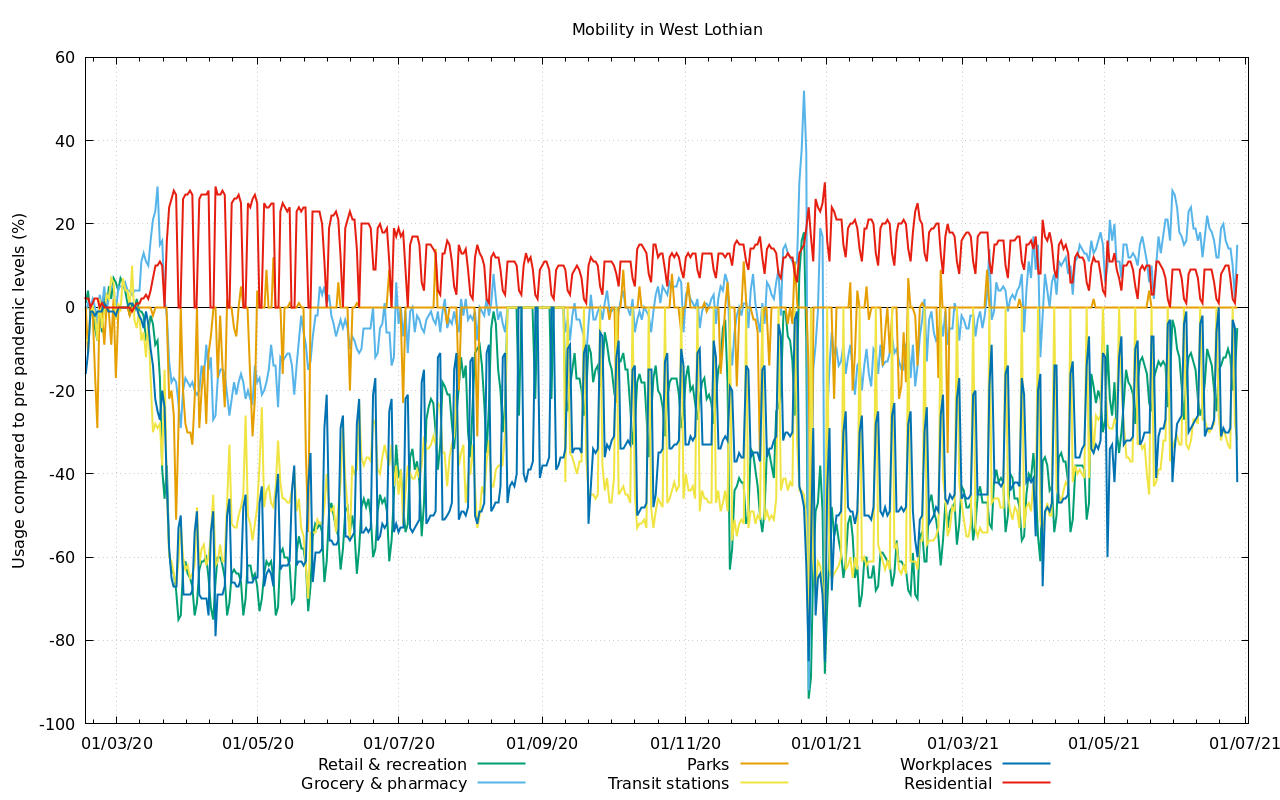 Mobility in West Lothian
Usage compared to pre pandemic levels (%)
60
40
20
0
-20
-40
-60
-80
-100
01/03/20 01/05/20 01/07/20 01/09/20 01/11/20 01/01/21 01/03/21 01/05/21 01/07/21
Retail & recreation Parks Workplaces
Grocery & pharmacy Transit stations Residential